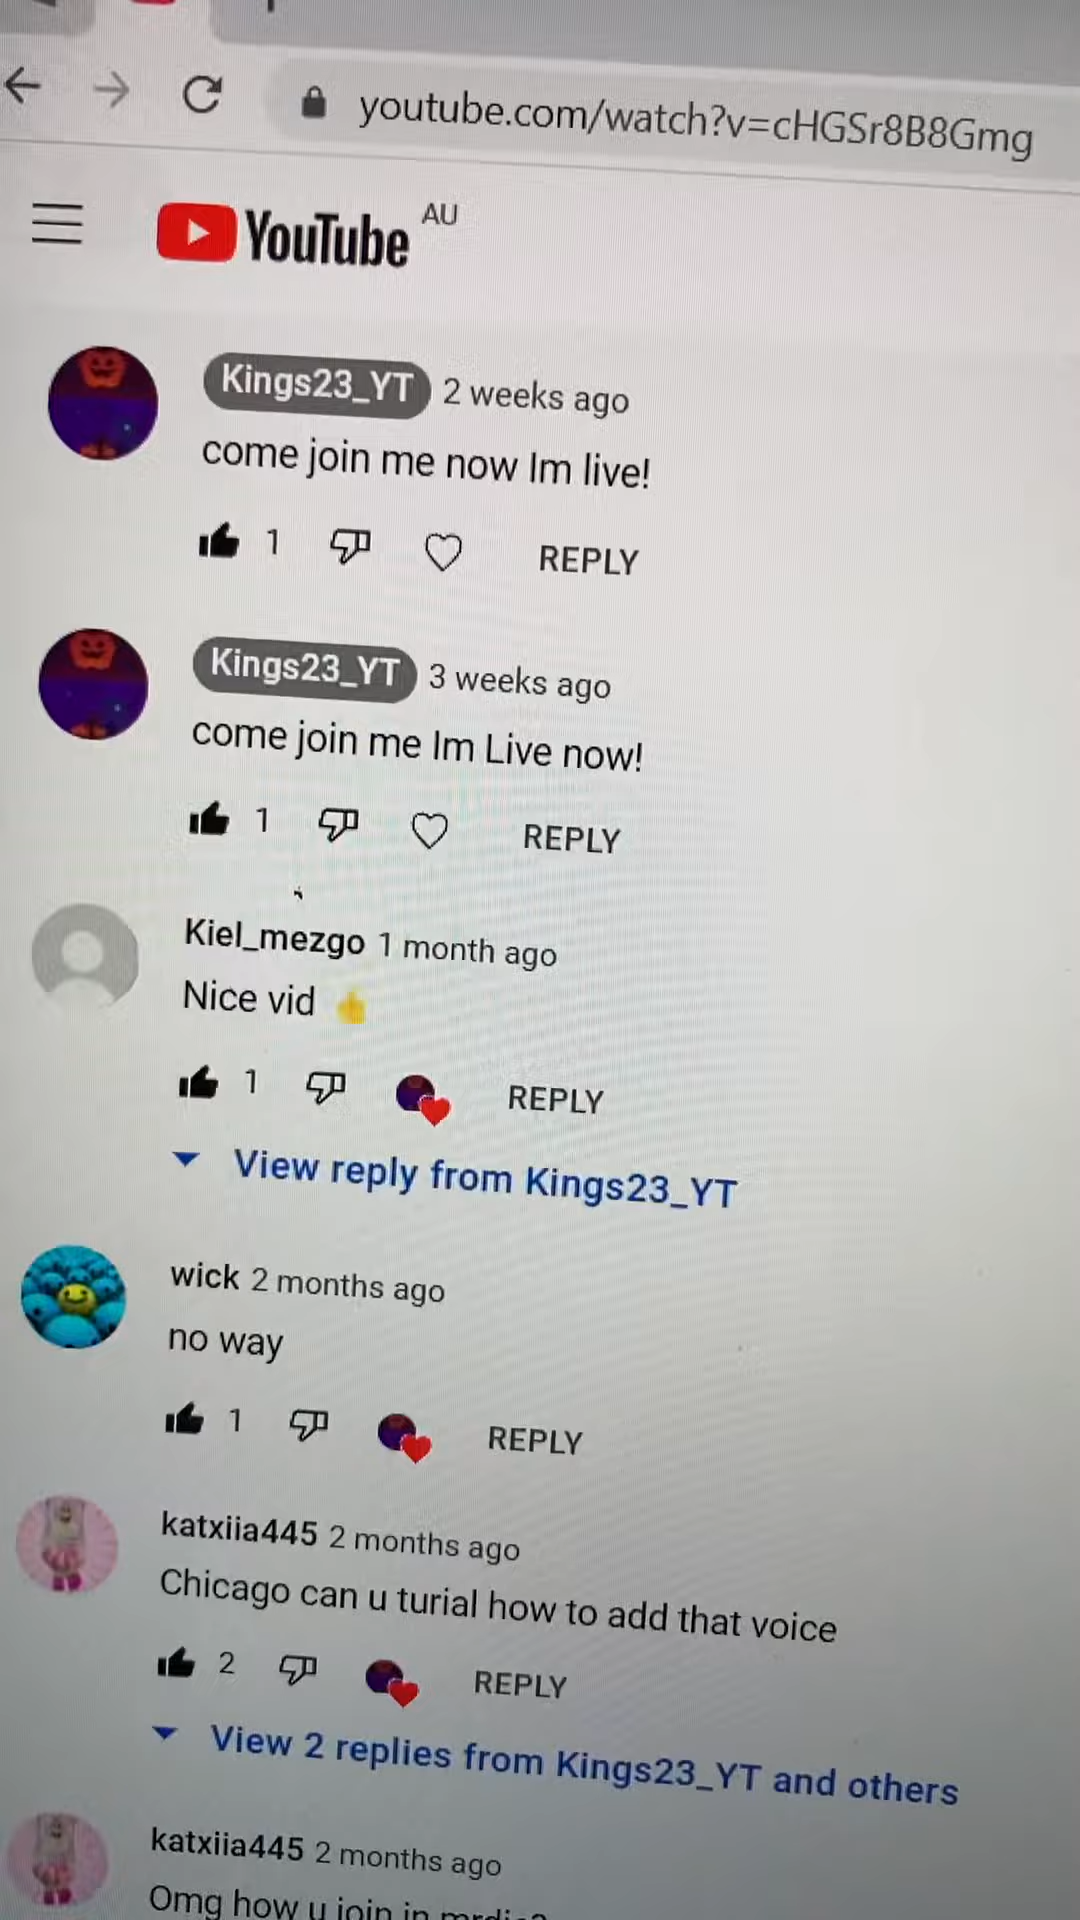 youtube.com/watch?v=cHGSr8B8Gmg
YouTube AU
Kings23_YT 2 weeks ago
come join me now Im live!
1 REPLY
Kings23_YT 3 weeks ago
come join me Im Live now!
1 REPLY
Kiel_mezgo 1 month ago
Nice vid 👍
1 REPLY
View reply from Kings23_YT
wick 2 months ago
no way
1 REPLY
katxiia445 2 months ago
Chicago can u turial how to add that voice
2 REPLY
View 2 replies from Kings23_YT and others
katxiia445 2 months ago
Omg how u join in